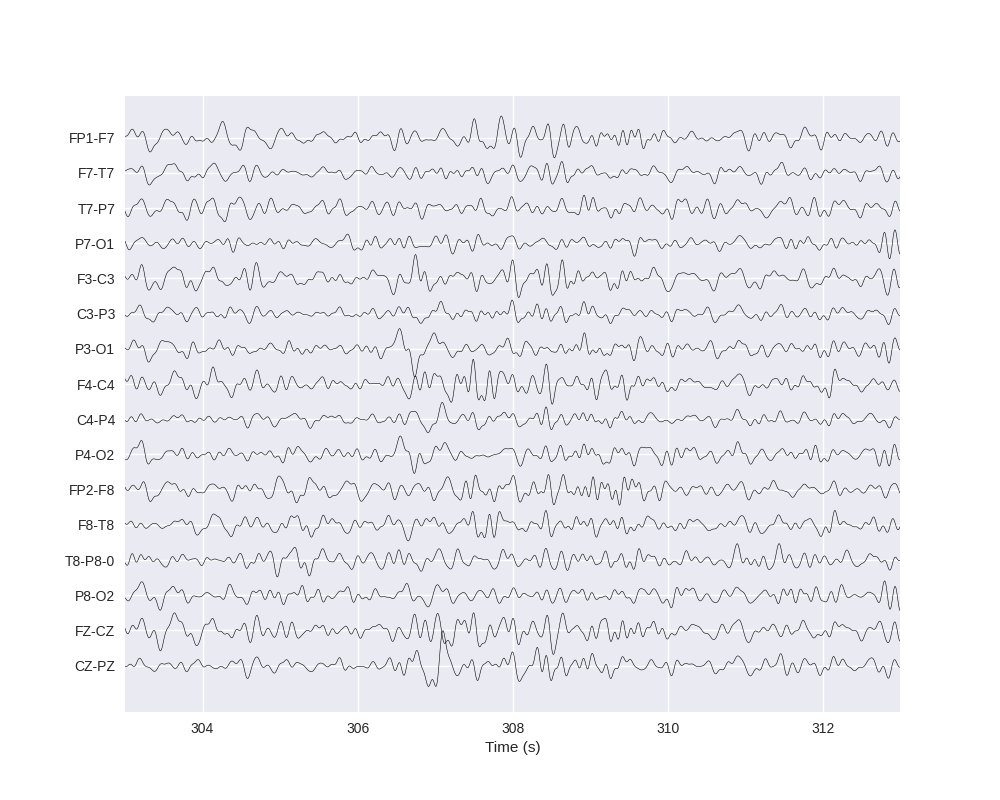 FP1-F7
F7-T7
T7-P7
P7-O1
F3-C3
C3-P3
P3-O1
F4-C4
C4-P4
P4-O2
FP2-F8
F8-T8
T8-P8-0
P8-O2
FZ-CZ
CZ-PZ
304 306 308 310 312
Time (s)